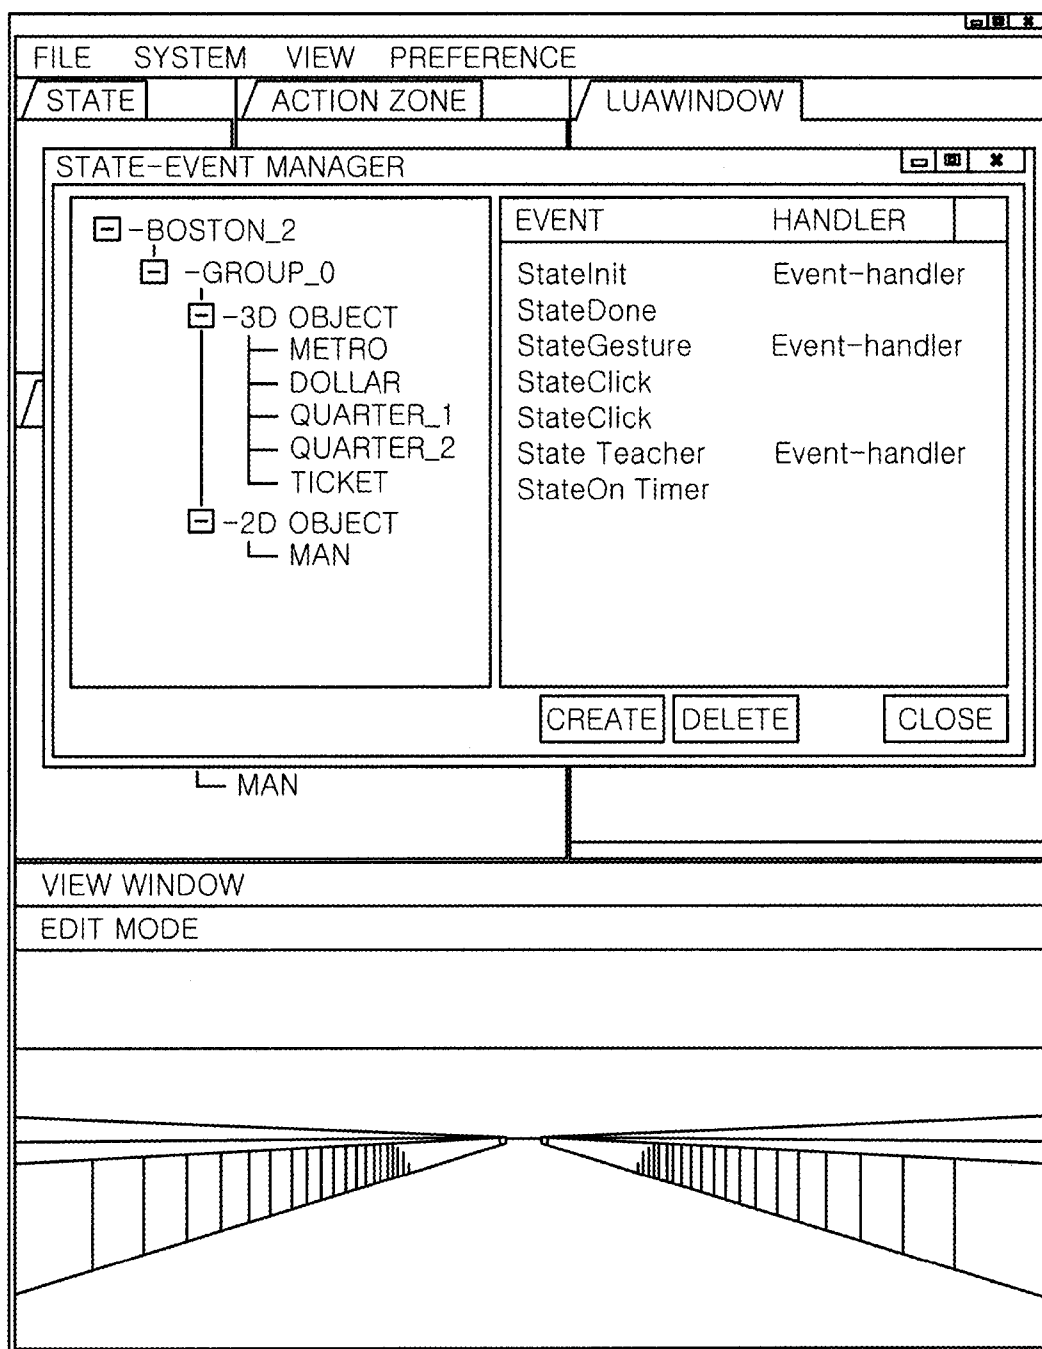 FILE SYSTEM VIEW PREFERENCE
STATE ACTION ZONE LUAWINDOW
STATE-EVENT MANAGER
-BOSTON_2
-GROUP_0
-3D OBJECT
METRO
DOLLAR
QUARTER_1
QUARTER_2
TICKET
-2D OBJECT
MAN
EVENT HANDLER
StateInit Event-handler
StateDone
StateGesture Event-handler
StateClick
StateClick
State Teacher Event-handler
StateOn Timer
CREATE DELETE CLOSE
MAN
VIEW WINDOW
EDIT MODE